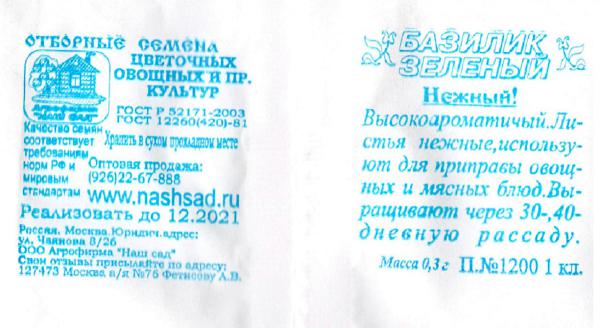 ОТБОРНЫЕ СЕМЕНА
ЦВЕТОЧНЫХ
ОВОЩНЫХ И ПР.
КУЛЬТУР
Агрофирма
"Наш сад"
ГОСТ Р 52171-2003
ГОСТ 12260(420)-81
Качество семян
соответствует
требованиям
норм РФ и
мировым
стандартам
Хранить в сухом прохладном месте
Оптовая продажа:
(926)22-67-888
www.nashsad.ru
Реализовать до 12.2021
Россия. Москва.Юридич.адрес:
ул. Чаянова 8/26
ООО Агрофирма "Наш сад"
Свои отзывы присылайте по адресу:
127473 Москва, а/я №76 Фетисову А.В.
БАЗИЛИК
ЗЕЛЕНЫЙ
Нежный!
Высокоароматичый.Ли-
стья нежные,использу-
ют для приправы овощ-
ных и мясных блюд.Вы-
ращивают через 30-,40-
дневную рассаду.
Масса 0,3 г П.№1200 1 кл.